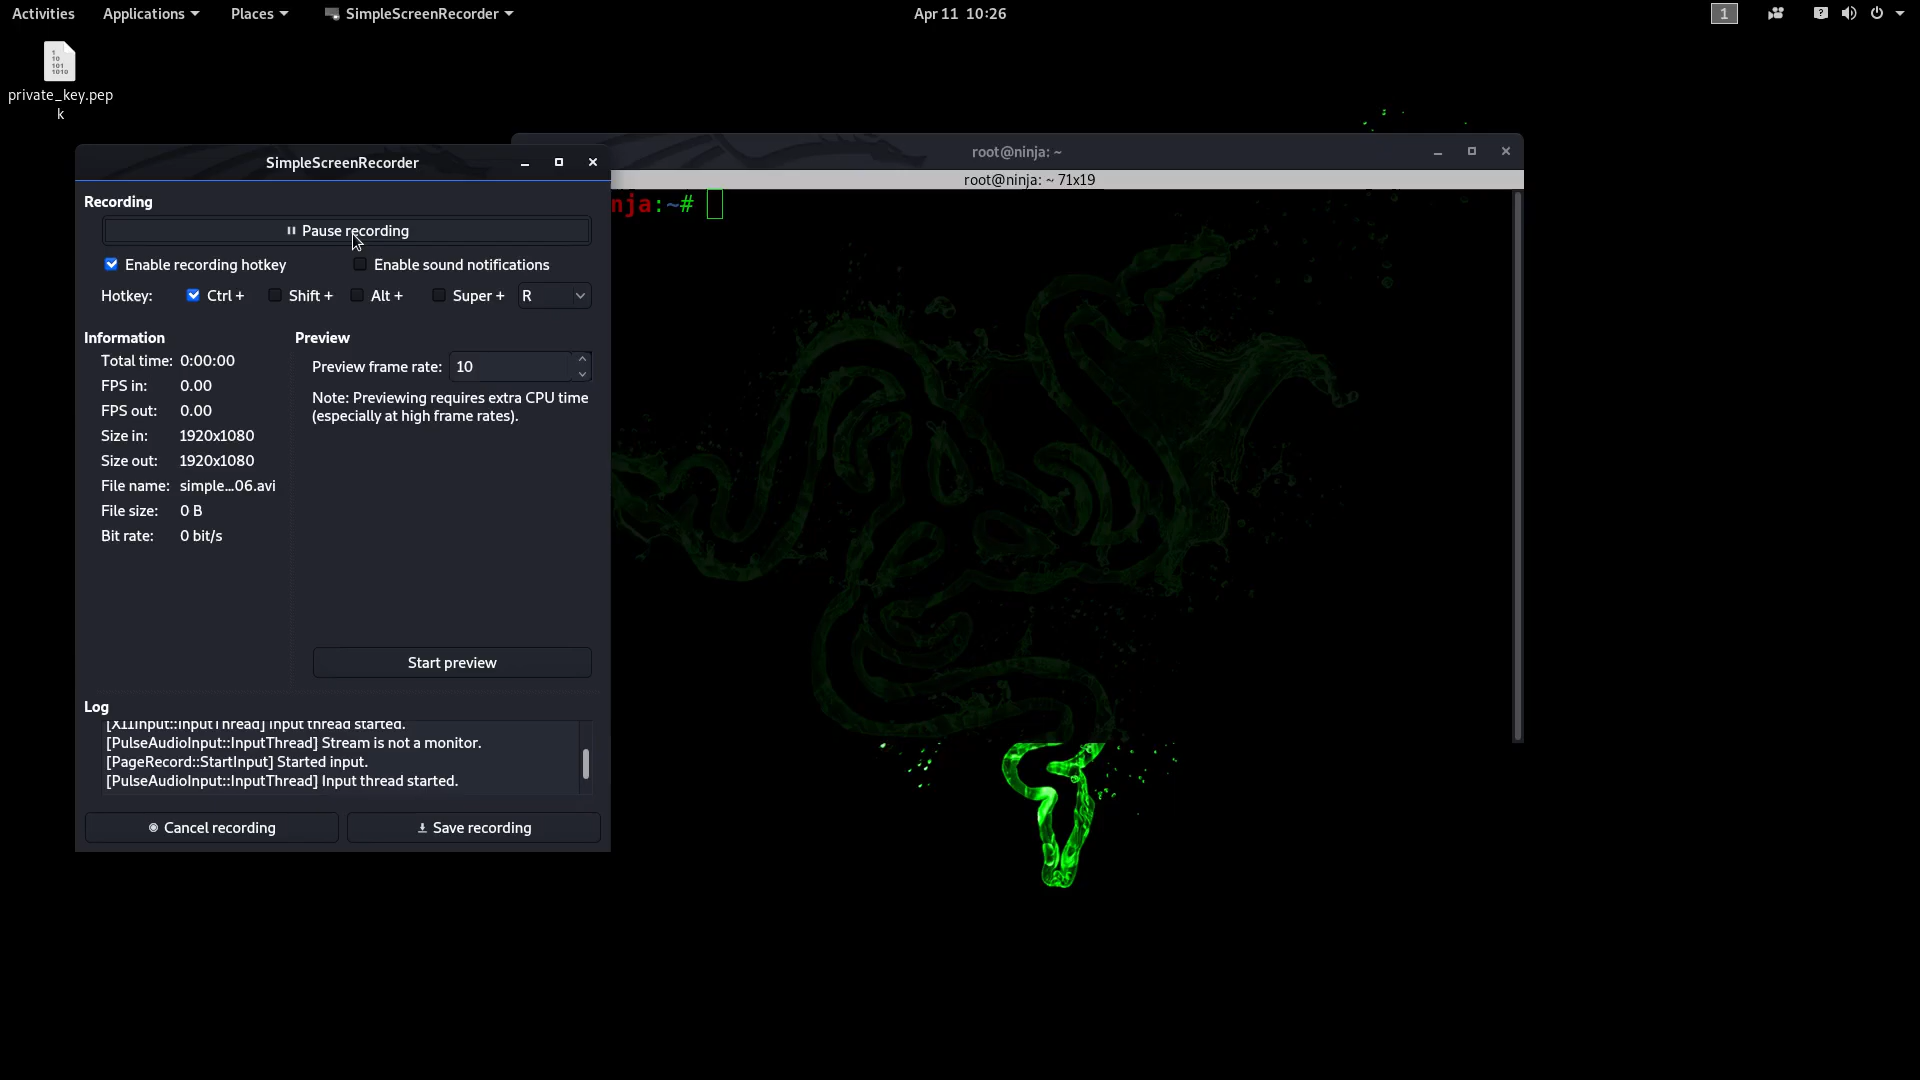 Activities Applications Places SimpleScreenRecorder Apr 11 10:26 1
private_key.pep
k
root@ninja: ~
SimpleScreenRecorder
root@ninja: ~ 71x19
Recording
nja:~#
Pause recording
Enable recording hotkey Enable sound notifications
Hotkey: Ctrl + Shift + Alt + Super + R
Information
Total time: 0:00:00
FPS in: 0.00
FPS out: 0.00
Size in: 1920x1080
Size out: 1920x1080
File name: simple...06.avi
File size: 0 B
Bit rate: 0 bit/s
Preview
Preview frame rate: 10
Note: Previewing requires extra CPU time
(especially at high frame rates).
Start preview
Log
[X11Input::InputThread] Input thread started.
[PulseAudioInput::InputThread] Stream is not a monitor.
[PageRecord::StartInput] Started input.
[PulseAudioInput::InputThread] Input thread started.
Cancel recording Save recording